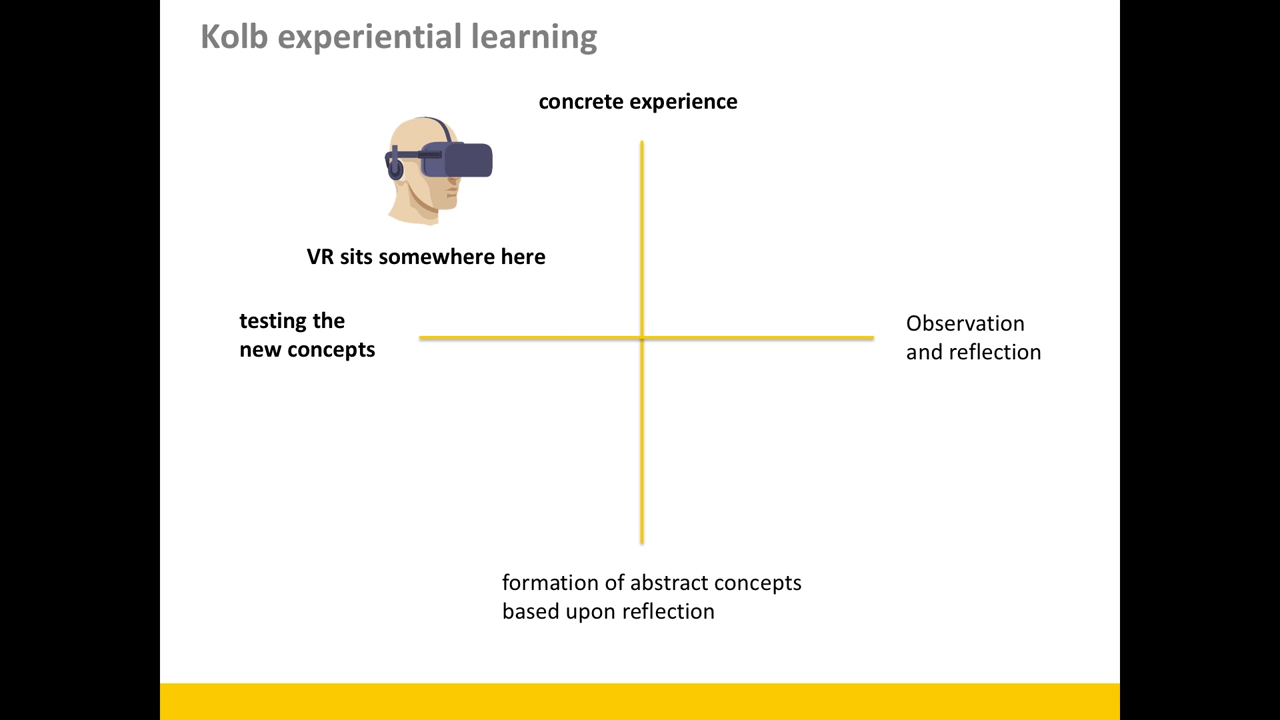 Kolb experiential learning
concrete experience
VR sits somewhere here
testing the
new concepts
Observation
and reflection
formation of abstract concepts
based upon reflection